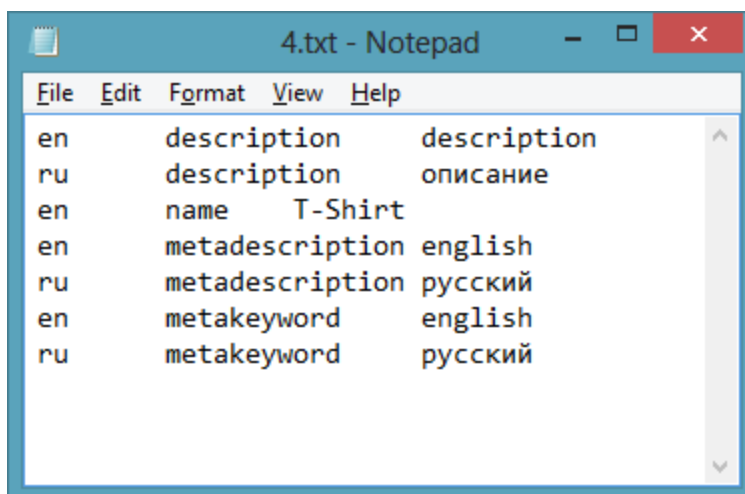 4.txt - Notepad
File Edit Format View Help
en description description
ru description описание
en name T-Shirt
en metadescription english
ru metadescription русский
en metakeyword english
ru metakeyword русский